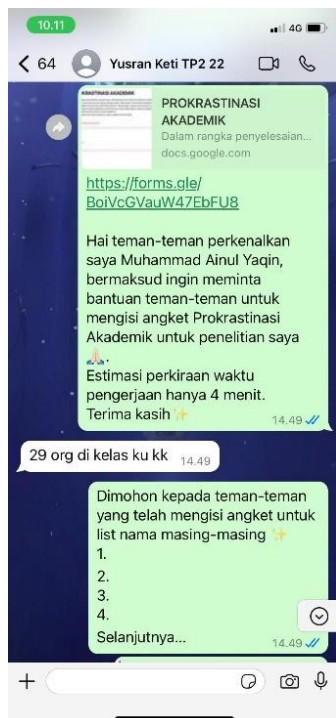 10.11
4G
64
Yusran Keti TP2 22
PROKRASTINASI
AKADEMIK
Dalam rangka penyelesaian...
docs.google.com
https://forms.gle/
BoiVcGVauW47EbFU8
Hai teman-teman perkenalkan
saya Muhammad Ainul Yaqin,
bermaksud ingin meminta
bantuan teman-teman untuk
mengisi angket Prokrastinasi
Akademik untuk penelitian saya
🙏🏻.
Estimasi perkiraan waktu
pengerjaan hanya 4 menit.
Terima kasih ✨
14.49
29 org di kelas ku kk 14.49
Dimohon kepada teman-teman
yang telah mengisi angket untuk
list nama masing-masing ✨
1.
2.
3.
4.
Selanjutnya...
14.49